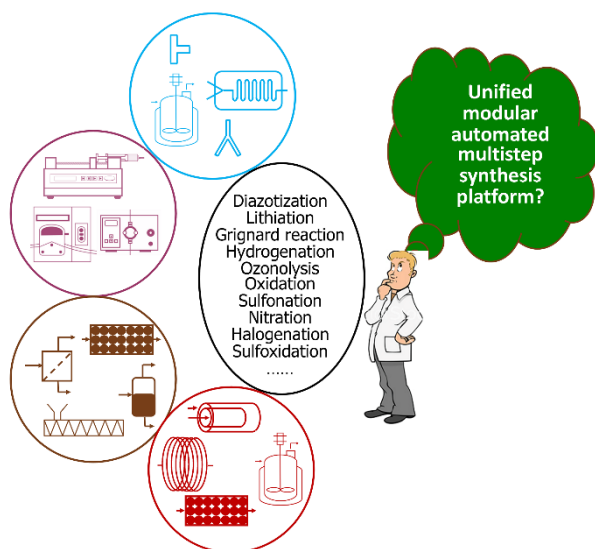 Unified
modular
automated
multistep
synthesis
platform?
Diazotization
Lithiation
Grignard reaction
Hydrogenation
Ozonolysis
Oxidation
Sulfonation
Nitration
Halogenation
Sulfoxidation
......